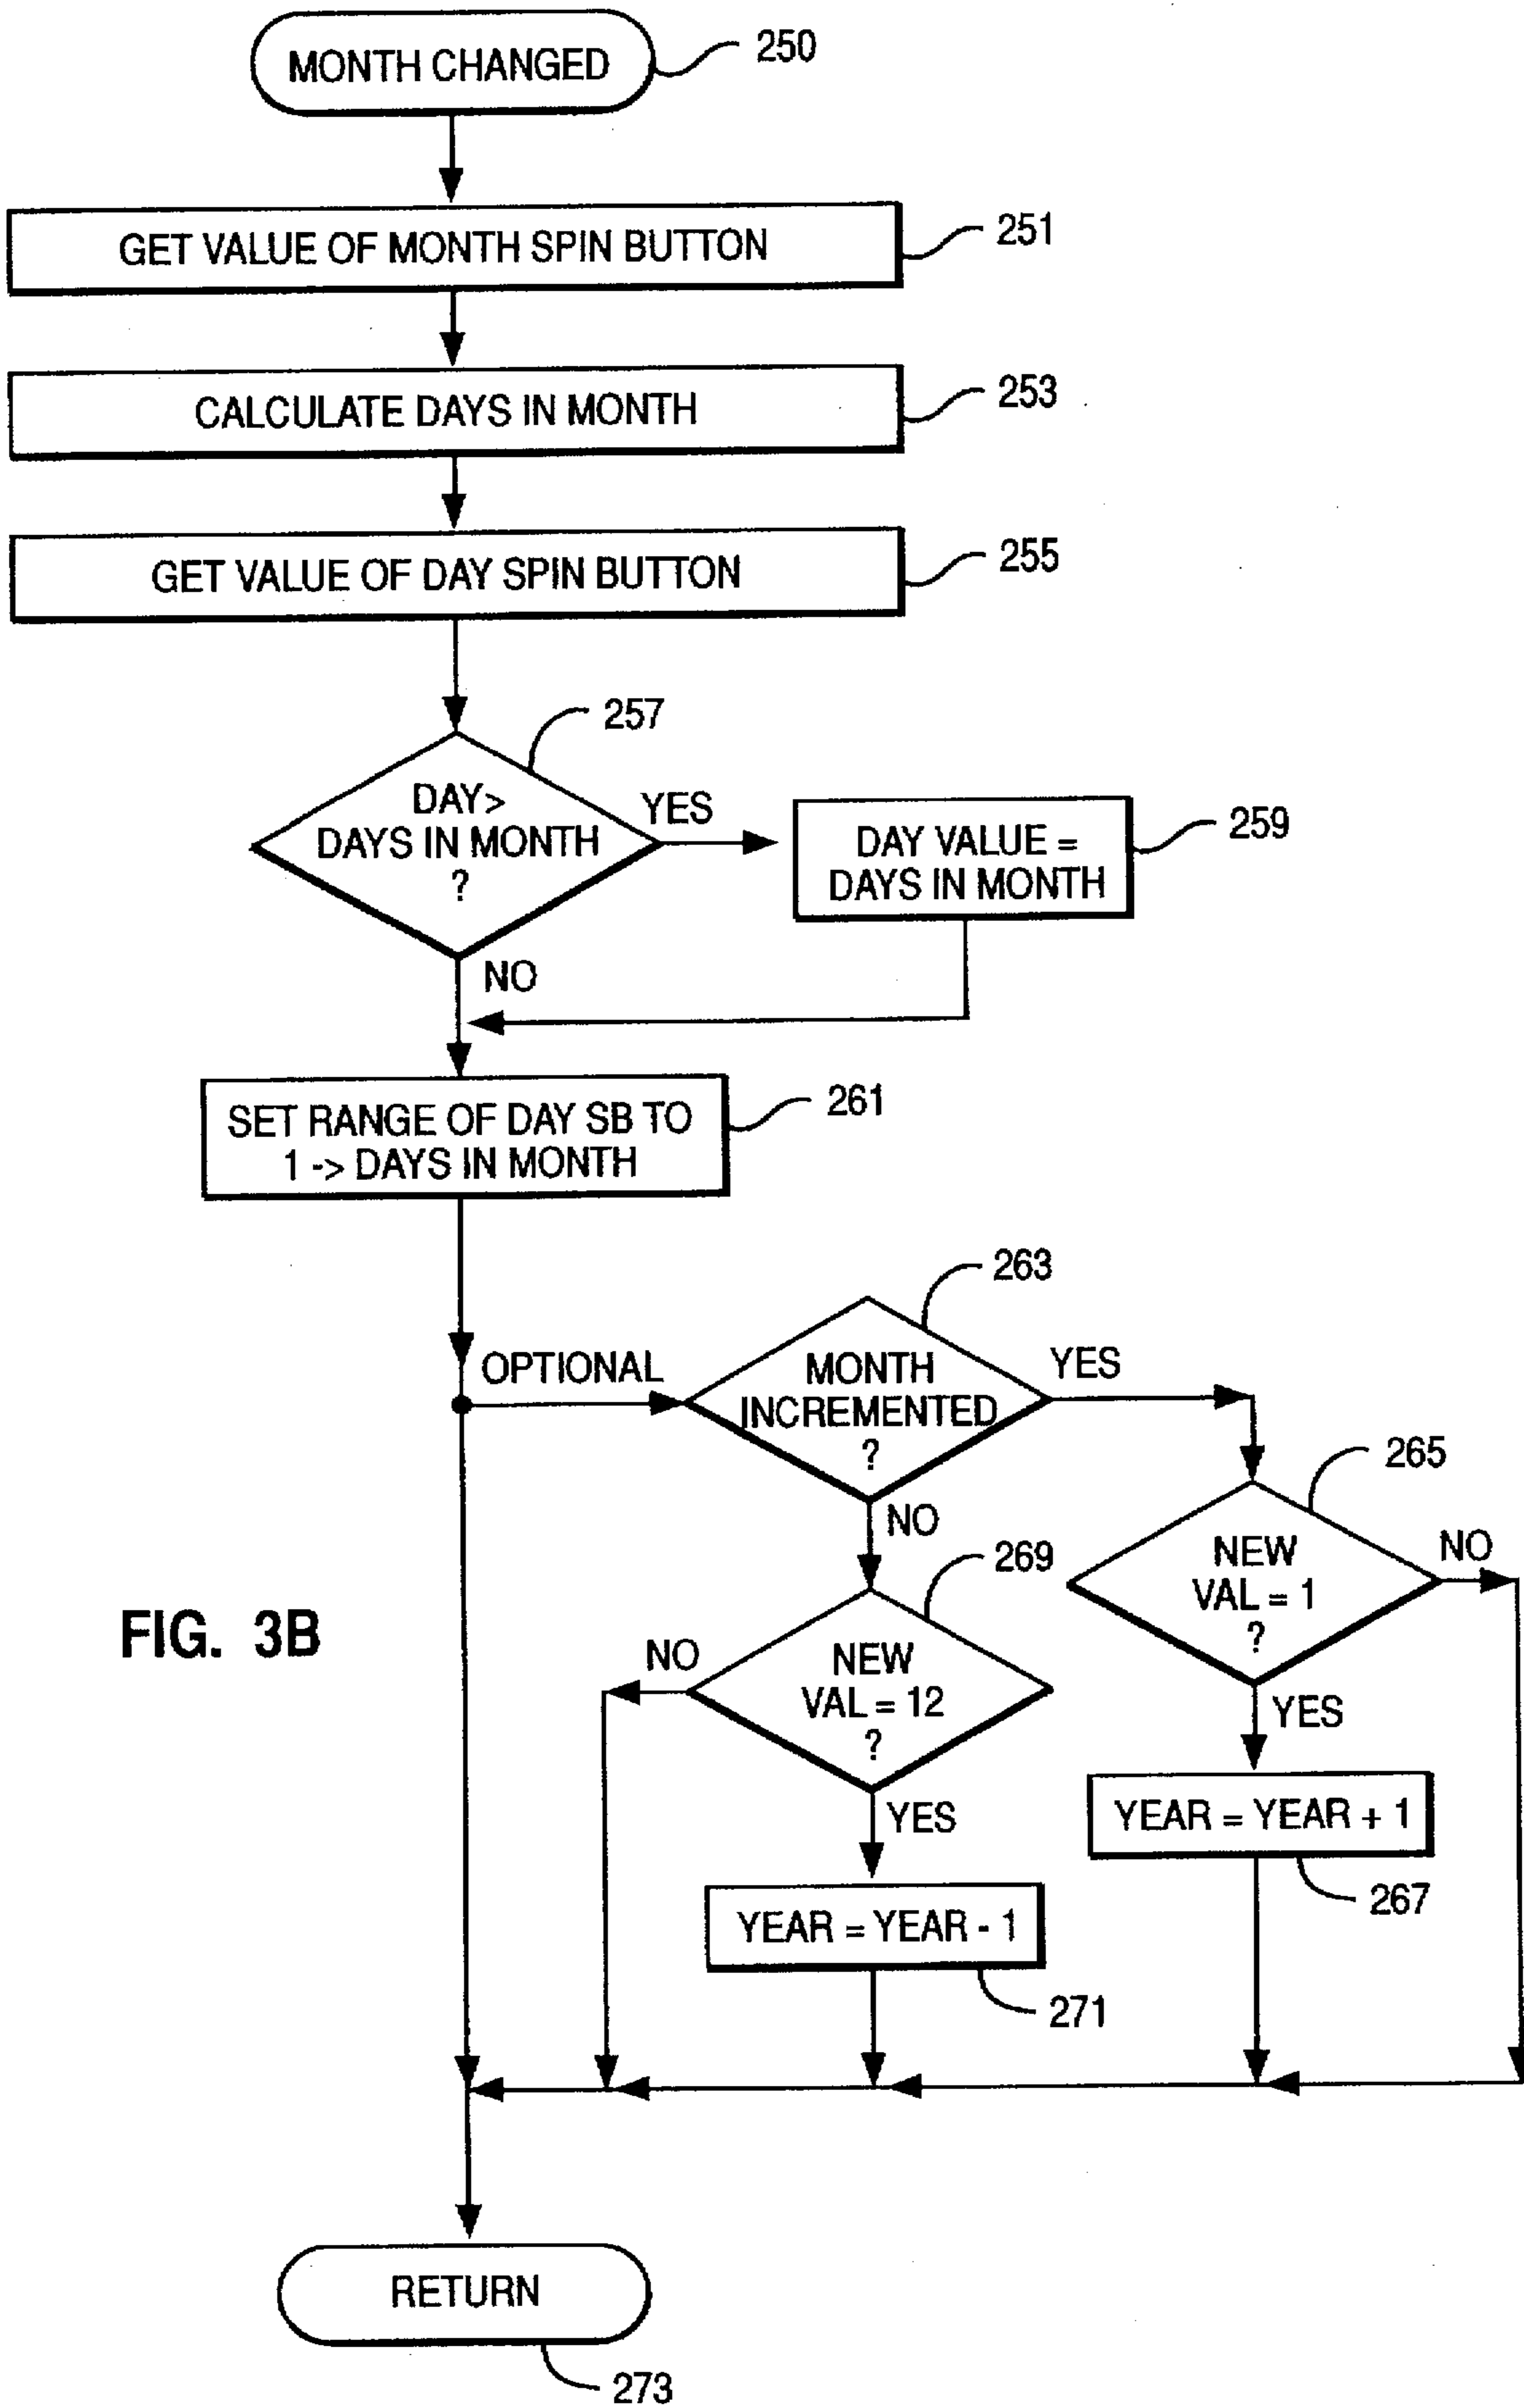 MONTH CHANGED
250
GET VALUE OF MONTH SPIN BUTTON
251
CALCULATE DAYS IN MONTH
253
GET VALUE OF DAY SPIN BUTTON
255
257
DAY>
DAYS IN MONTH
?
YES
DAY VALUE =
DAYS IN MONTH
259
NO
SET RANGE OF DAY SB TO
1 -> DAYS IN MONTH
261
263
OPTIONAL
MONTH
INCREMENTED
?
YES
265
NO
NEW
VAL = 1
?
NO
269
FIG. 3B
NO
NEW
VAL = 12
?
YES
YEAR = YEAR + 1
267
YES
YEAR = YEAR - 1
271
RETURN
273